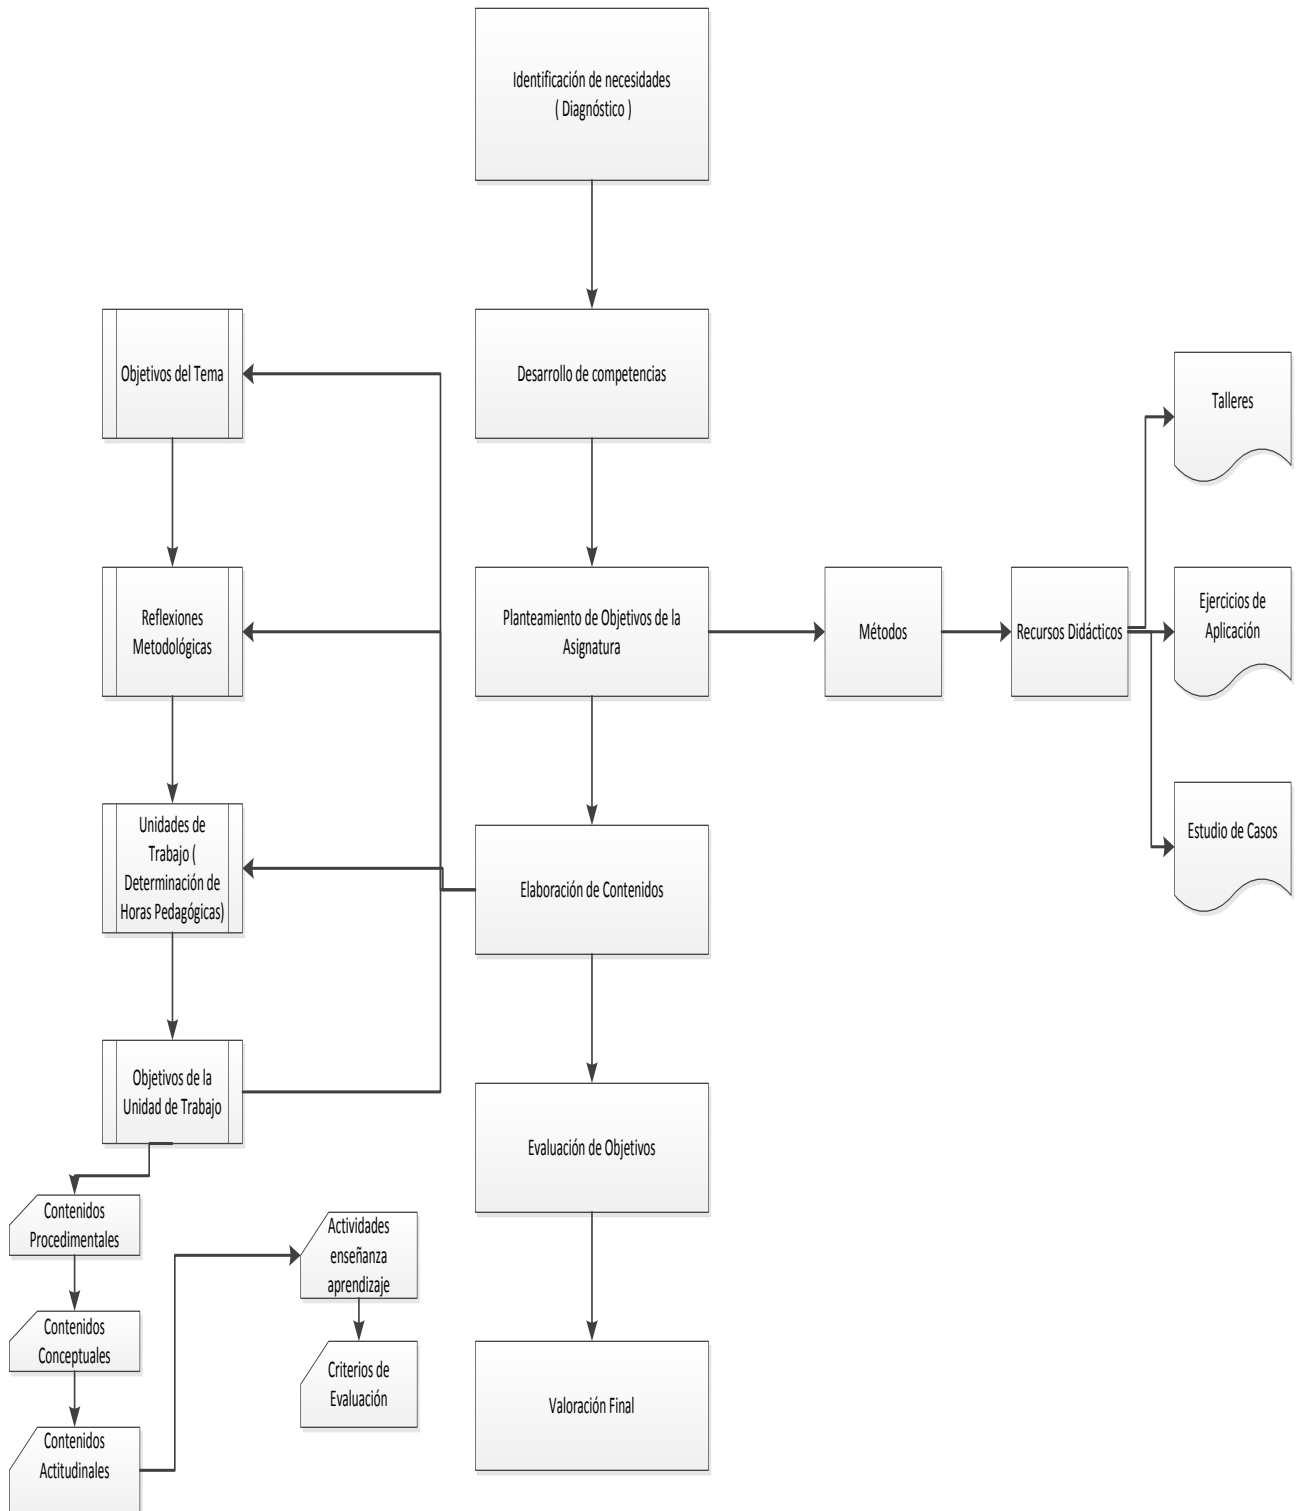 Identificación de necesidades
( Diagnóstico )
Objetivos del Tema
Desarrollo de competencias
Talleres
Reflexiones
Metodológicas
Planteamiento de Objetivos de la
Asignatura
Métodos
Recursos Didácticos
Ejercicios de
Aplicación
Unidades de
Trabajo (
Determinación de
Horas Pedagógicas)
Elaboración de Contenidos
Estudio de Casos
Objetivos de la
Unidad de Trabajo
Evaluación de Objetivos
Contenidos
Procedimentales
Contenidos
Conceptuales
Contenidos
Actitudinales
Actividades
enseñanza
aprendizaje
Criterios de
Evaluación
Valoración Final